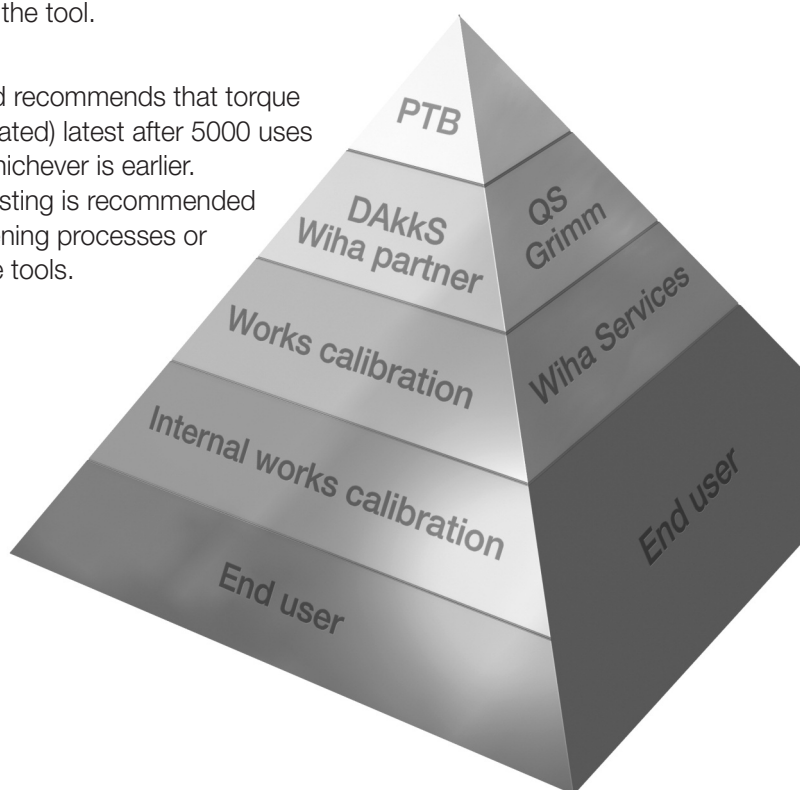 the tool.
recommends that torque
ated) latest after 5000 uses
hichever is earlier.
sting is recommended
ning processes or
tools.
PTB
DAkkS
Wiha partner
QS
Grimm
Works calibration
Wiha Services
Internal works calibration
End user
End user